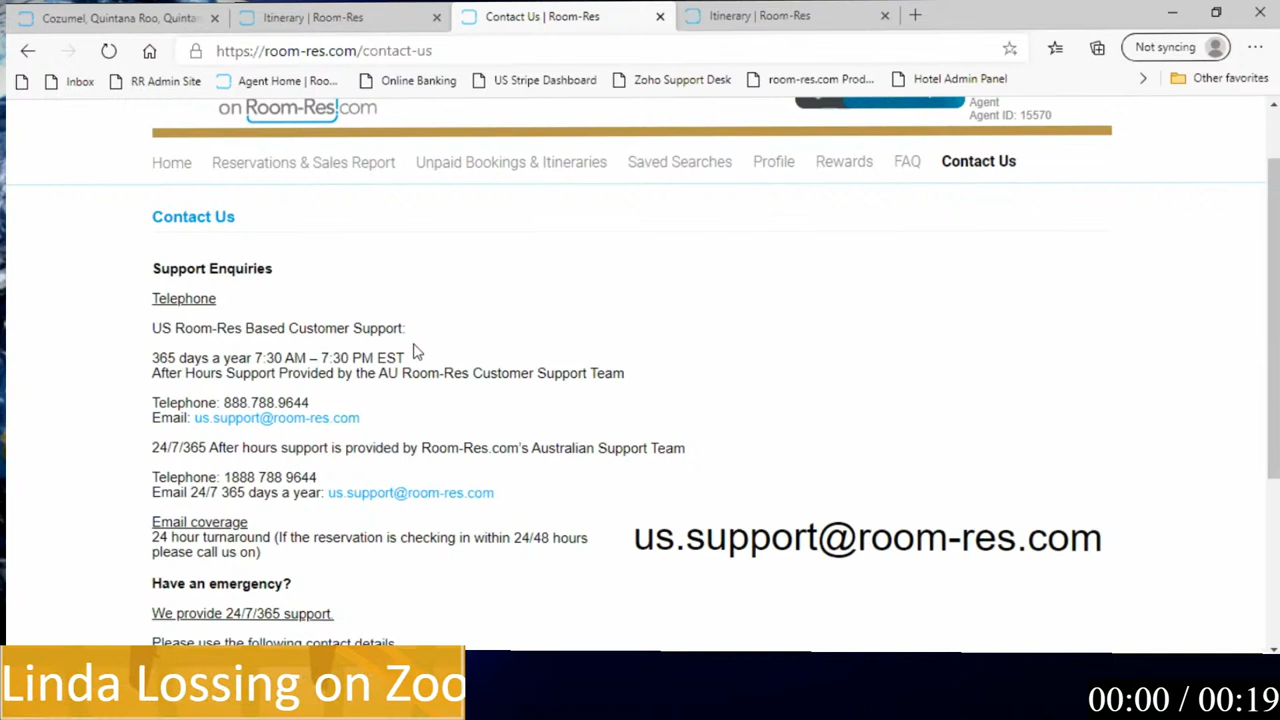 Cozumel, Quintana Roo, Quintan
Itinerary | Room-Res
Contact Us | Room-Res
Itinerary | Room-Res
https://room-res.com/contact-us
Not syncing
Inbox
RR Admin Site
Agent Home | Roo...
Online Banking
US Stripe Dashboard
Zoho Support Desk
room-res.com Prod...
Hotel Admin Panel
Other favorites
on Room-Res!.com
Agent
Agent ID: 15570
Home
Reservations & Sales Report
Unpaid Bookings & Itineraries
Saved Searches
Profile
Rewards
FAQ
Contact Us
Contact Us
Support Enquiries
Telephone
US Room-Res Based Customer Support:
365 days a year 7:30 AM – 7:30 PM EST
After Hours Support Provided by the AU Room-Res Customer Support Team
Telephone: 888.788.9644
Email: us.support@room-res.com
24/7/365 After hours support is provided by Room-Res.com's Australian Support Team
Telephone: 1888 788 9644
Email 24/7 365 days a year: us.support@room-res.com
Email coverage
24 hour turnaround (If the reservation is checking in within 24/48 hours
please call us on)
us.support@room-res.com
Have an emergency?
We provide 24/7/365 support.
Please use the following contact details
Linda Lossing on Zoo
00:00 / 00:19